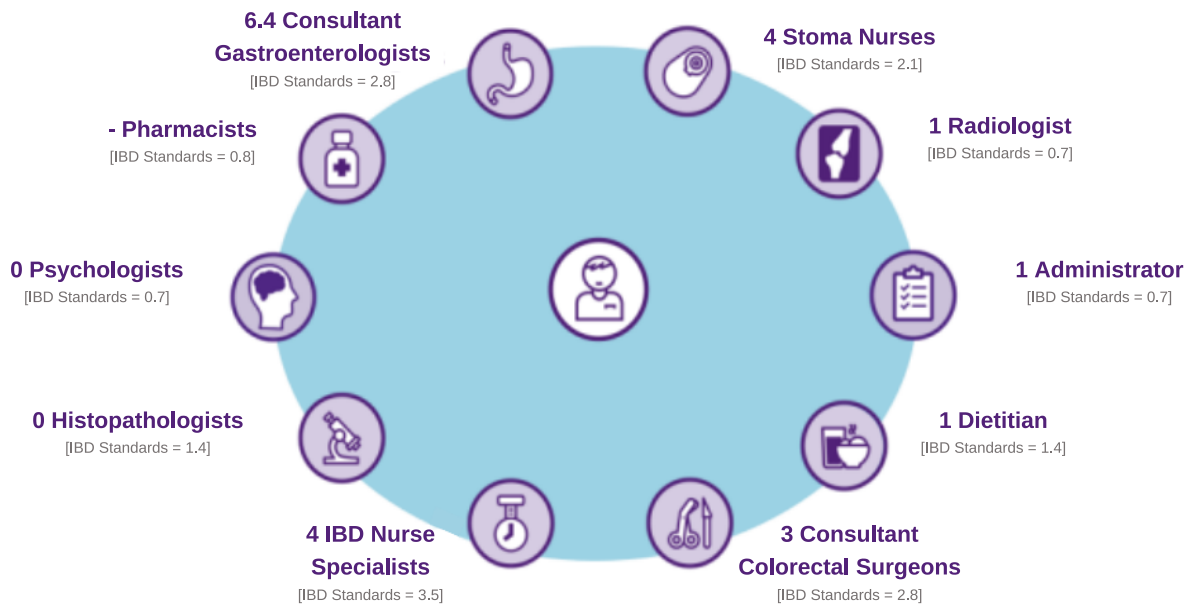 6.4 Consultant
Gastroenterologists
[IBD Standards = 2.8]
4 Stoma Nurses
[IBD Standards = 2.1]
- Pharmacists
[IBD Standards = 0.8]
1 Radiologist
[IBD Standards = 0.7]
0 Psychologists
[IBD Standards = 0.7]
1 Administrator
[IBD Standards = 0.7]
0 Histopathologists
[IBD Standards = 1.4]
1 Dietitian
[IBD Standards = 1.4]
4 IBD Nurse
Specialists
[IBD Standards = 3.5]
3 Consultant
Colorectal Surgeons
[IBD Standards = 2.8]